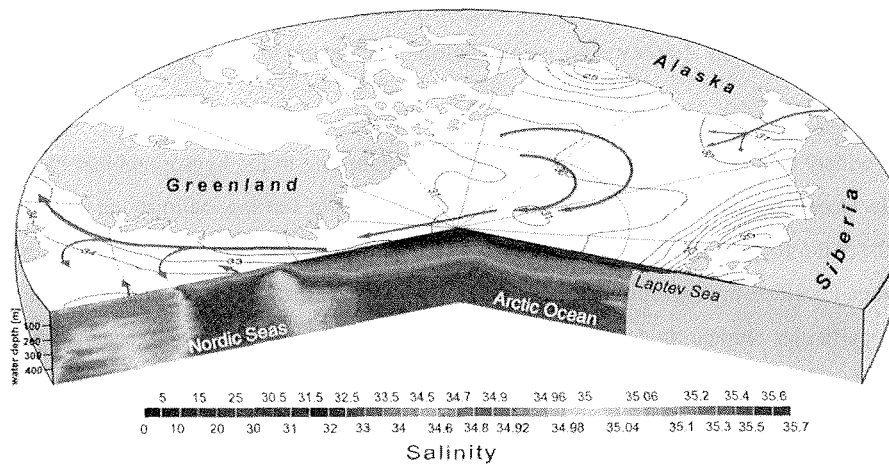 Alaska
Greenland
Siberia
34
33
Laptev Sea
Arctic Ocean
Nordic Seas
water depth [m]
100
200
300
400
5 15 25 30.5 31.5 32.5 33.5 34.5 34.7 34.9 34.96 35 35.06 35.2 35.4 35.6
0 10 20 30 31 32 33 34 34.6 34.8 34.92 34.98 35.04 35.1 35.3 35.5 35.7
Salinity